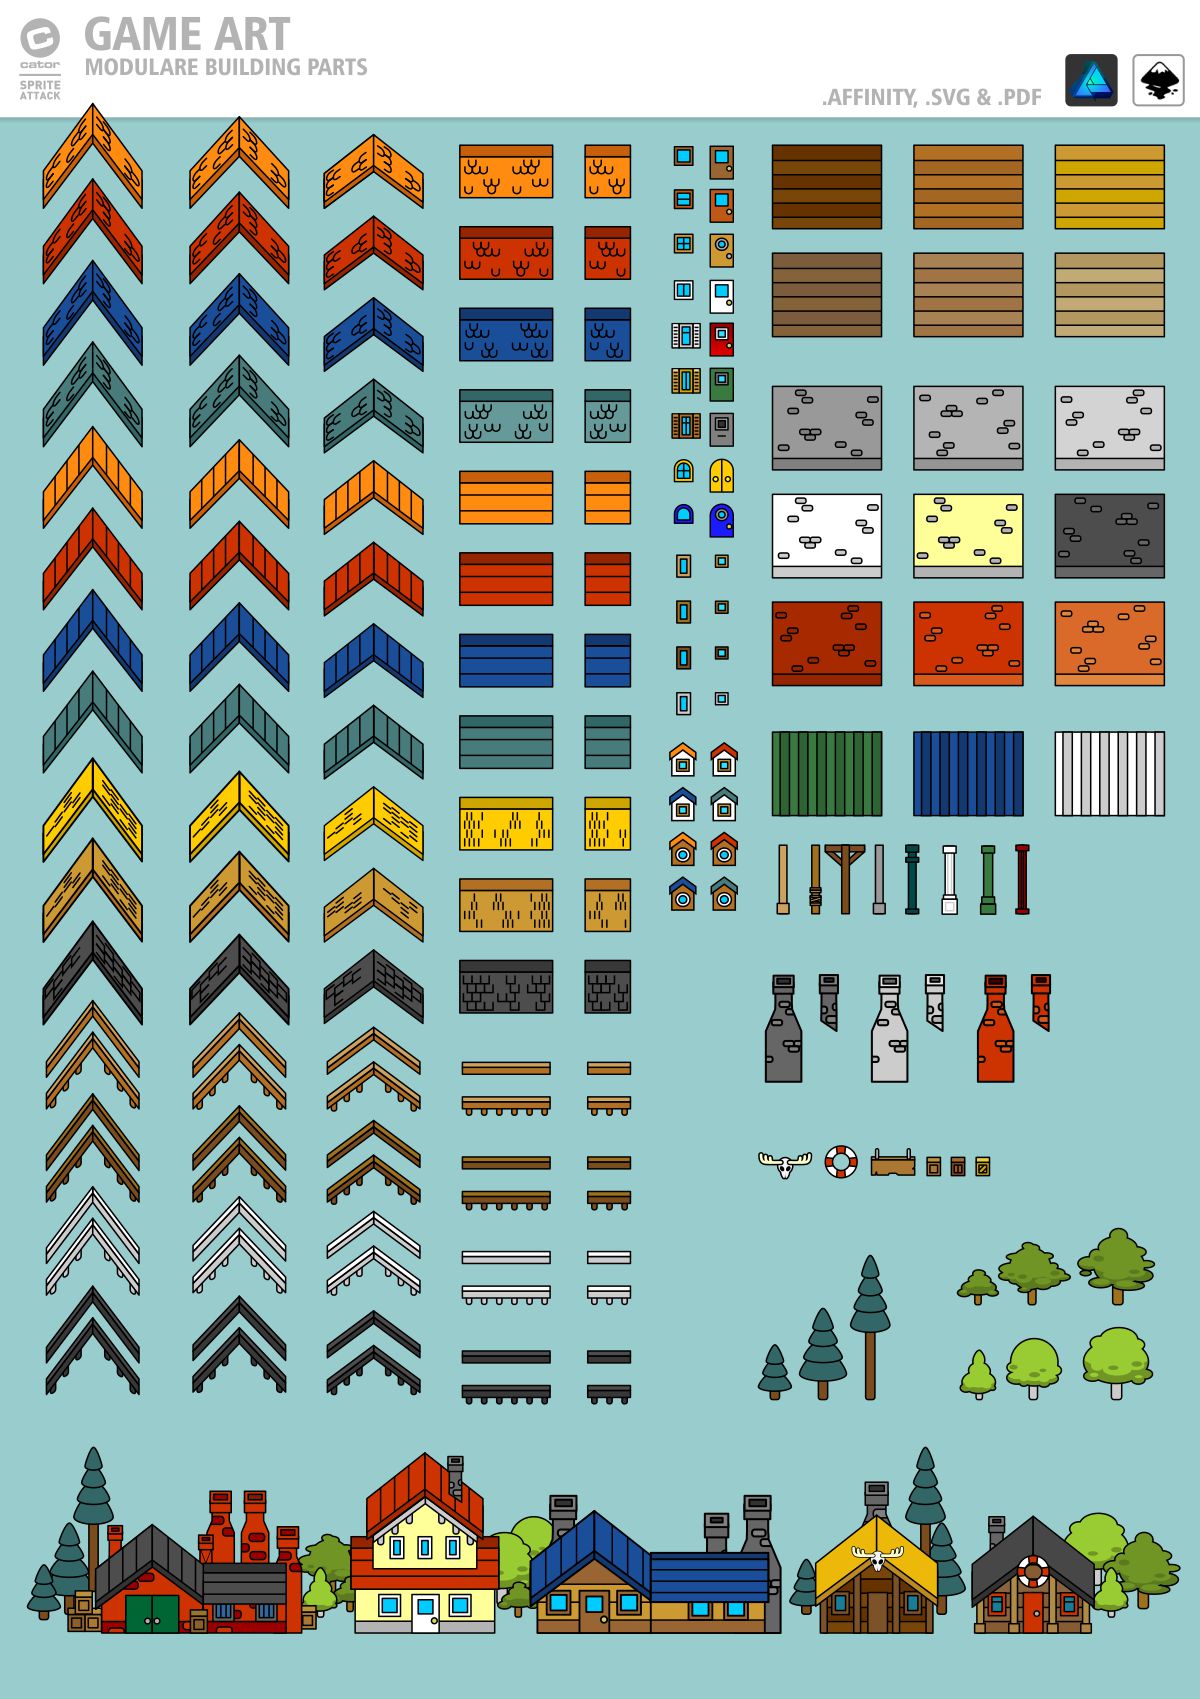 GAME ART
MODULARE BUILDING PARTS
cator
SPRITE
ATTACK
.AFFINITY, .SVG & .PDF